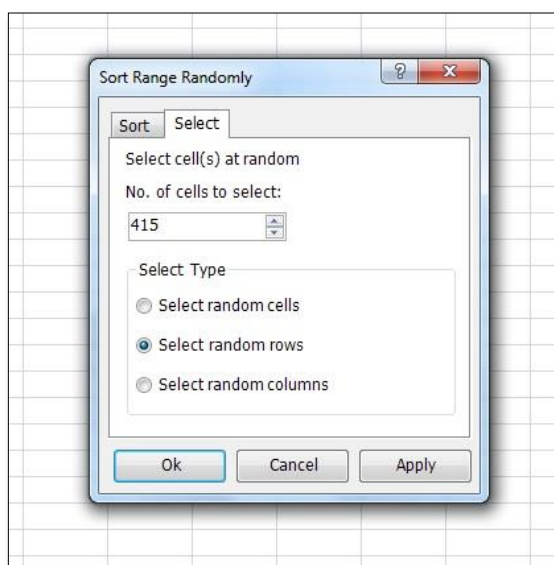 Sort Range Randomly
Sort Select
Select cell(s) at random
No. of cells to select:
415
Select Type
Select random cells
Select random rows
Select random columns
Ok Cancel Apply